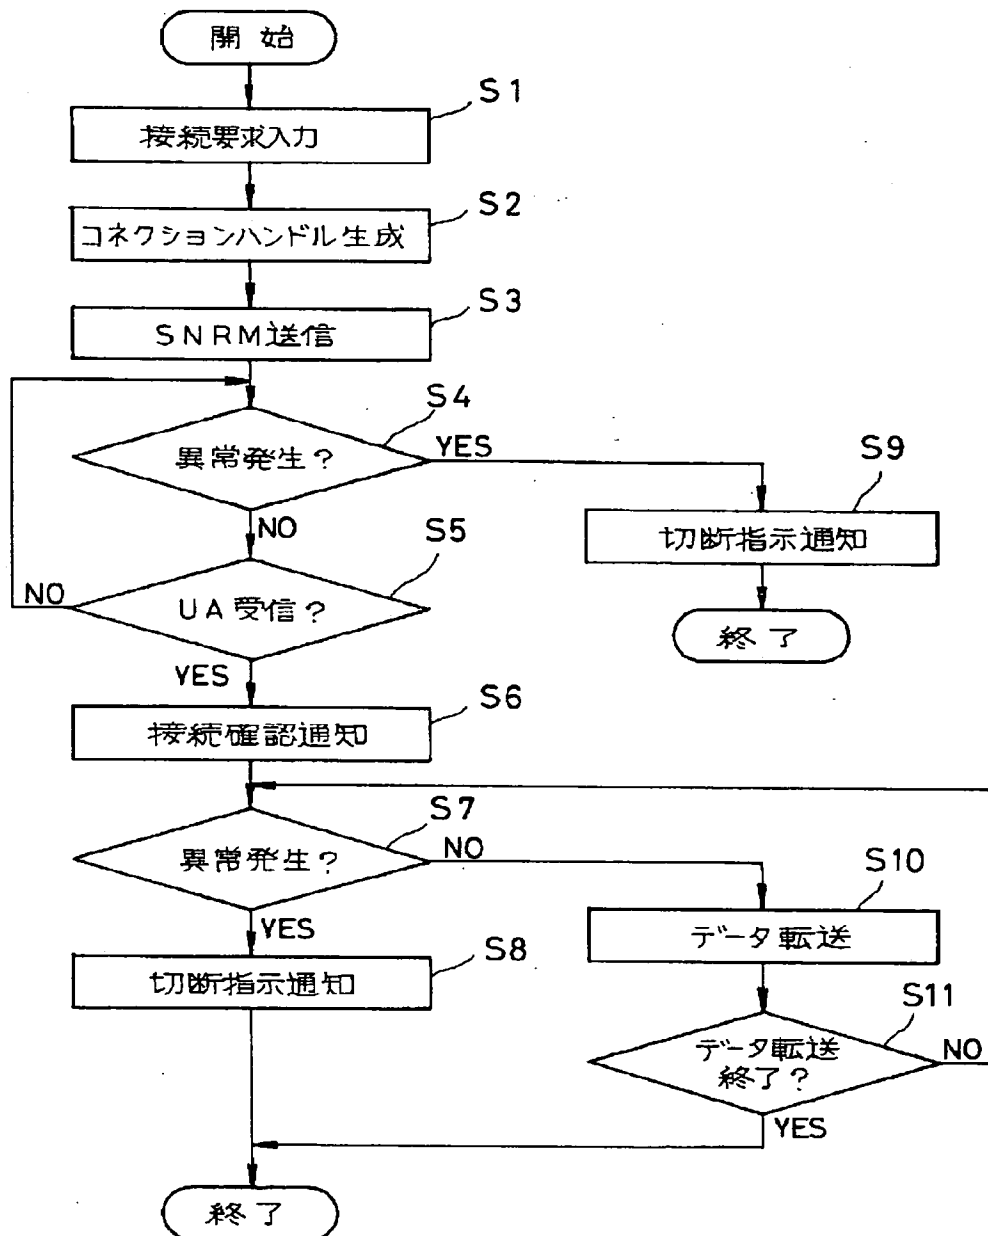 開始
S1
接続要求入力
S2
コネクションハンドル生成
S3
SNRM送信
S4
異常発生?
YES
NO
S9
切断指示通知
終了
S5
UA受信?
NO
YES
S6
接続確認通知
S7
異常発生?
NO
YES
S10
データ転送
S8
切断指示通知
S11
データ転送
終了?
NO
YES
終了